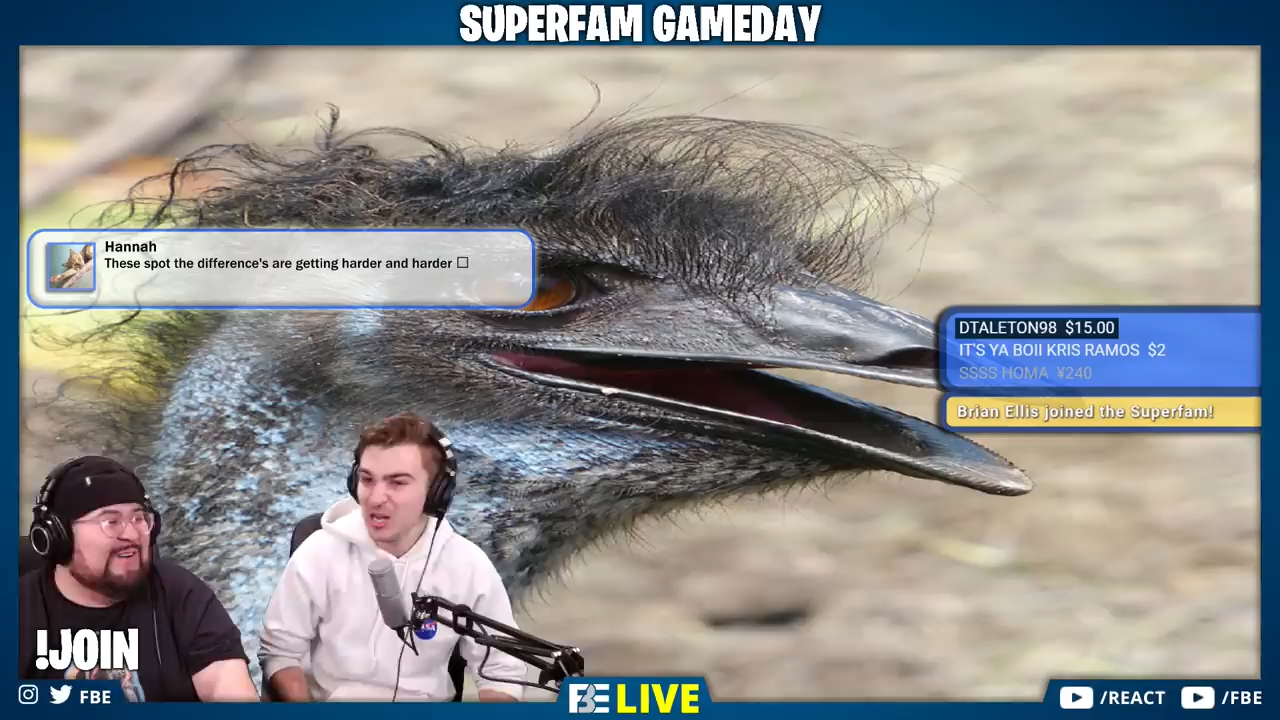 SUPERFAM GAMEDAY
Hannah
These spot the difference's are getting harder and harder ☐
DTALETON98 $15.00
IT'S YA BOII KRIS RAMOS $2
SSSS HOMA ¥240
Brian Ellis joined the Superfam!
!JOIN
FBE
FBE LIVE
/REACT
/FBE